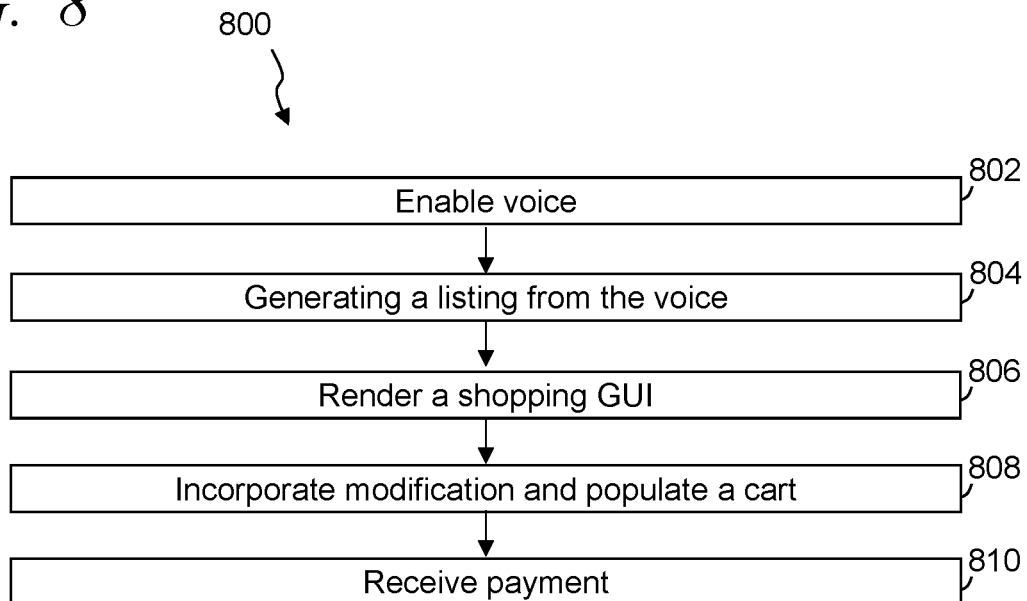 8
800
802
Enable voice
804
Generating a listing from the voice
806
Render a shopping GUI
808
Incorporate modification and populate a cart
810
Receive payment